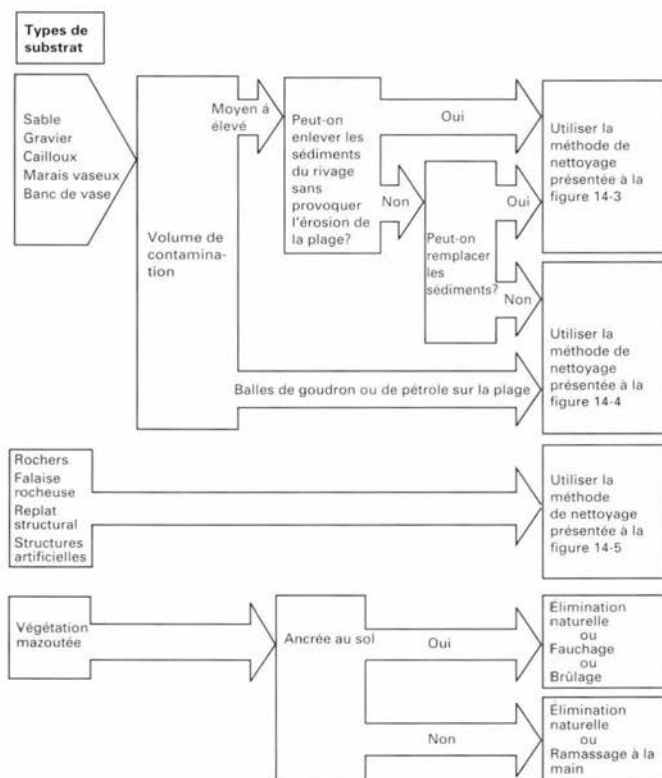 Types de
substrat
Sable
Gravier
Cailloux
Marais vaseux
Banc de vase
Volume de
contamina-
tion
Moyen á
élevé
Peut-on
enlever les
sédiments
du rivage
sans
provoquer
l'érosion de
la plage?
Oui
Non
Peut-on
remplacer
les
sédiments?
Oui
Non
Utiliser la
méthode de
nettoyage
présentée à la
figure 14-3
Balles de goudron ou de pétrole sur la plage
Utiliser la
méthode de
nettoyage
présentée à la
figure 14-4
Rochers
Falaise
rocheuse
Replat
structural
Structures
artificielles
Utiliser la
méthode
de nettoyage
présentée à la
figure 14-5
Végétation
mazoutée
Ancrée au sol
Oui
Élimination
naturelle
ou
Fauchage
ou
Brûlage
Non
Élimination
naturelle
ou
Ramassage à la
main